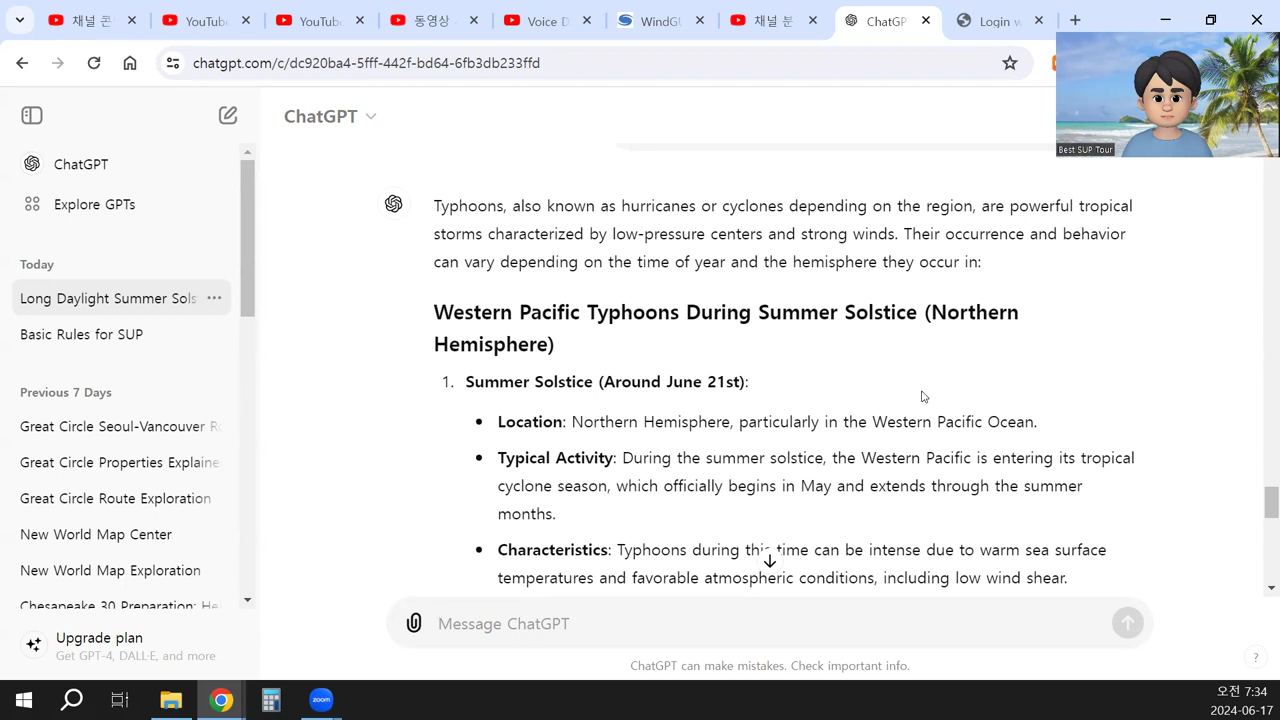 채널 콘
YouTube
YouTube
동영상
Voice D
WindGU
채널 분
ChatGP
Login w
chatgpt.com/c/dc920ba4-5fff-442f-bd64-6fb3db233ffd
Best SUP Tour
ChatGPT
Explore GPTs
Today
Long Daylight Summer Sols
Basic Rules for SUP
Previous 7 Days
Great Circle Seoul-Vancouver Ro
Great Circle Properties Explaine
Great Circle Route Exploration
New World Map Center
New World Map Exploration
Chesapeake 30 Preparation: He
Upgrade plan
Get GPT-4, DALL·E, and more
ChatGPT
Typhoons, also known as hurricanes or cyclones depending on the region, are powerful tropical
storms characterized by low-pressure centers and strong winds. Their occurrence and behavior
can vary depending on the time of year and the hemisphere they occur in:
Western Pacific Typhoons During Summer Solstice (Northern
Hemisphere)
1. Summer Solstice (Around June 21st):
• Location: Northern Hemisphere, particularly in the Western Pacific Ocean.
• Typical Activity: During the summer solstice, the Western Pacific is entering its tropical
cyclone season, which officially begins in May and extends through the summer
months.
• Characteristics: Typhoons during this time can be intense due to warm sea surface
temperatures and favorable atmospheric conditions, including low wind shear.
Message ChatGPT
ChatGPT can make mistakes. Check important info.
?
zoom
오전 7:34
2024-06-17